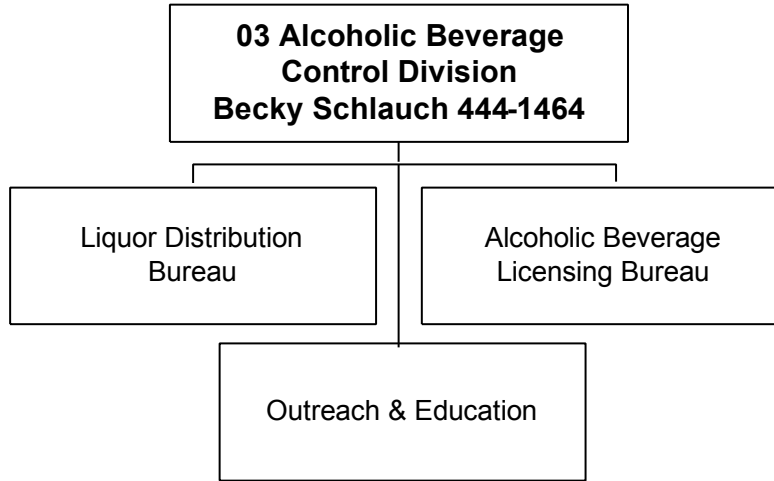 03 Alcoholic Beverage
Control Division
Becky Schlauch 444-1464
Liquor Distribution
Bureau
Alcoholic Beverage
Licensing Bureau
Outreach & Education